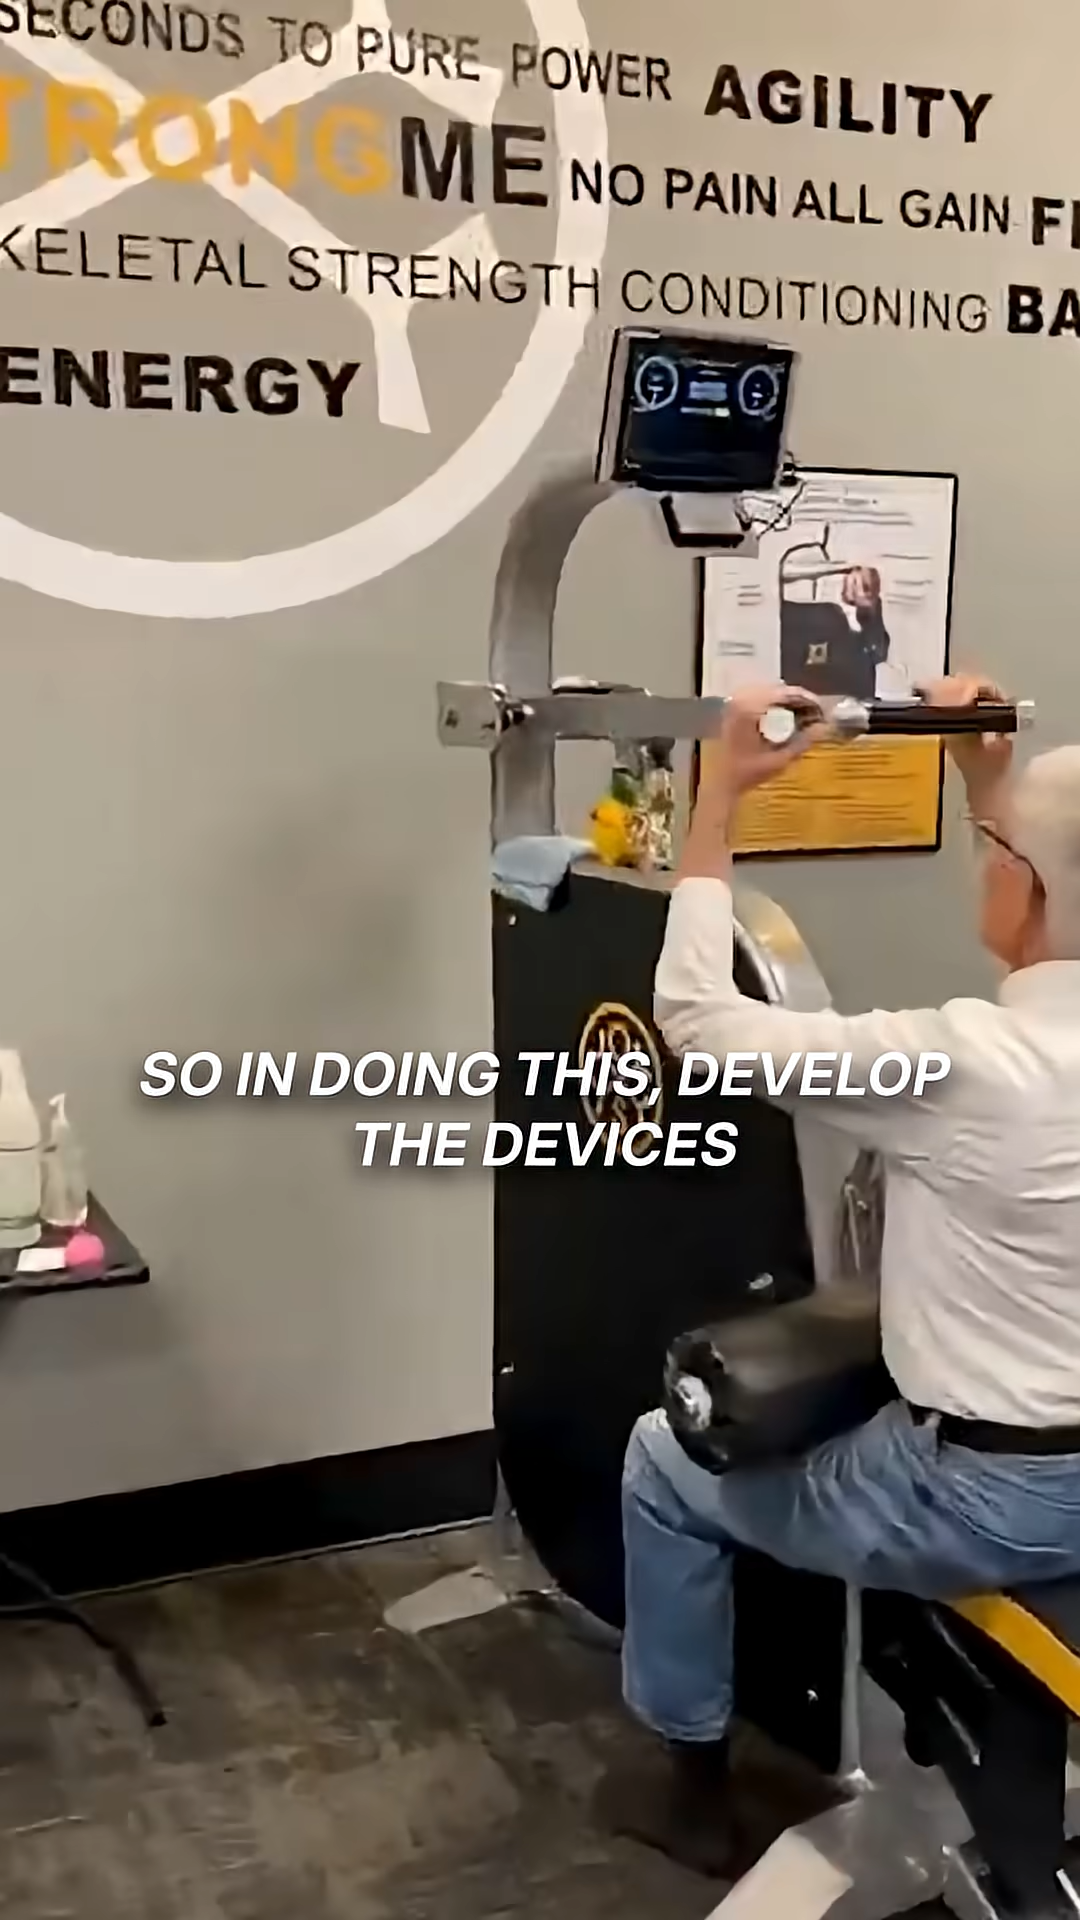 SECONDS TO PURE POWER AGILITY
TRONGME NO PAIN ALL GAIN
KELETAL STRENGTH CONDITIONING BA
ENERGY
SO IN DOING THIS, DEVELOP
THE DEVICES